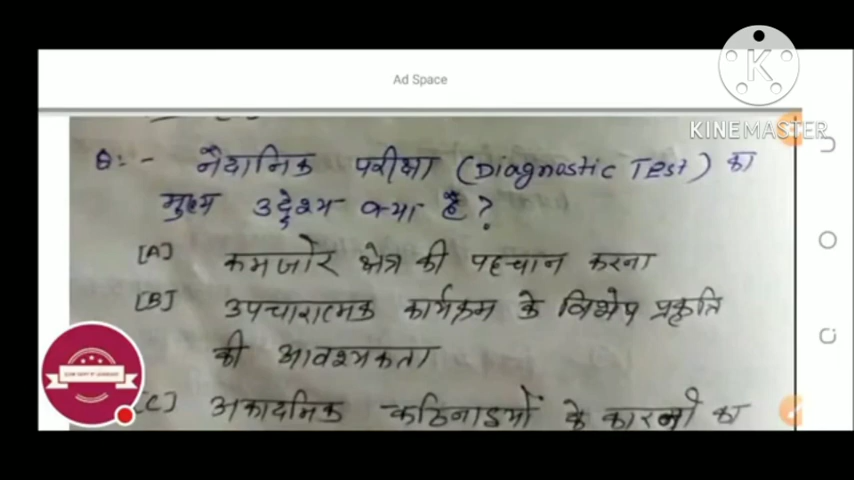 Ad Space
K
KINEMASTER
Q:- नैदानिक परीक्षा (Diagnostic Test) का
मुख्य उद्देश्य क्या है?
[A] कमजोर क्षेत्र की पहचान करना
[B] उपचारात्मक कार्यक्रम के विशेष प्रकृति
की आवश्यकता
[C] अकादमिक कठिनाइयों के कारणों का